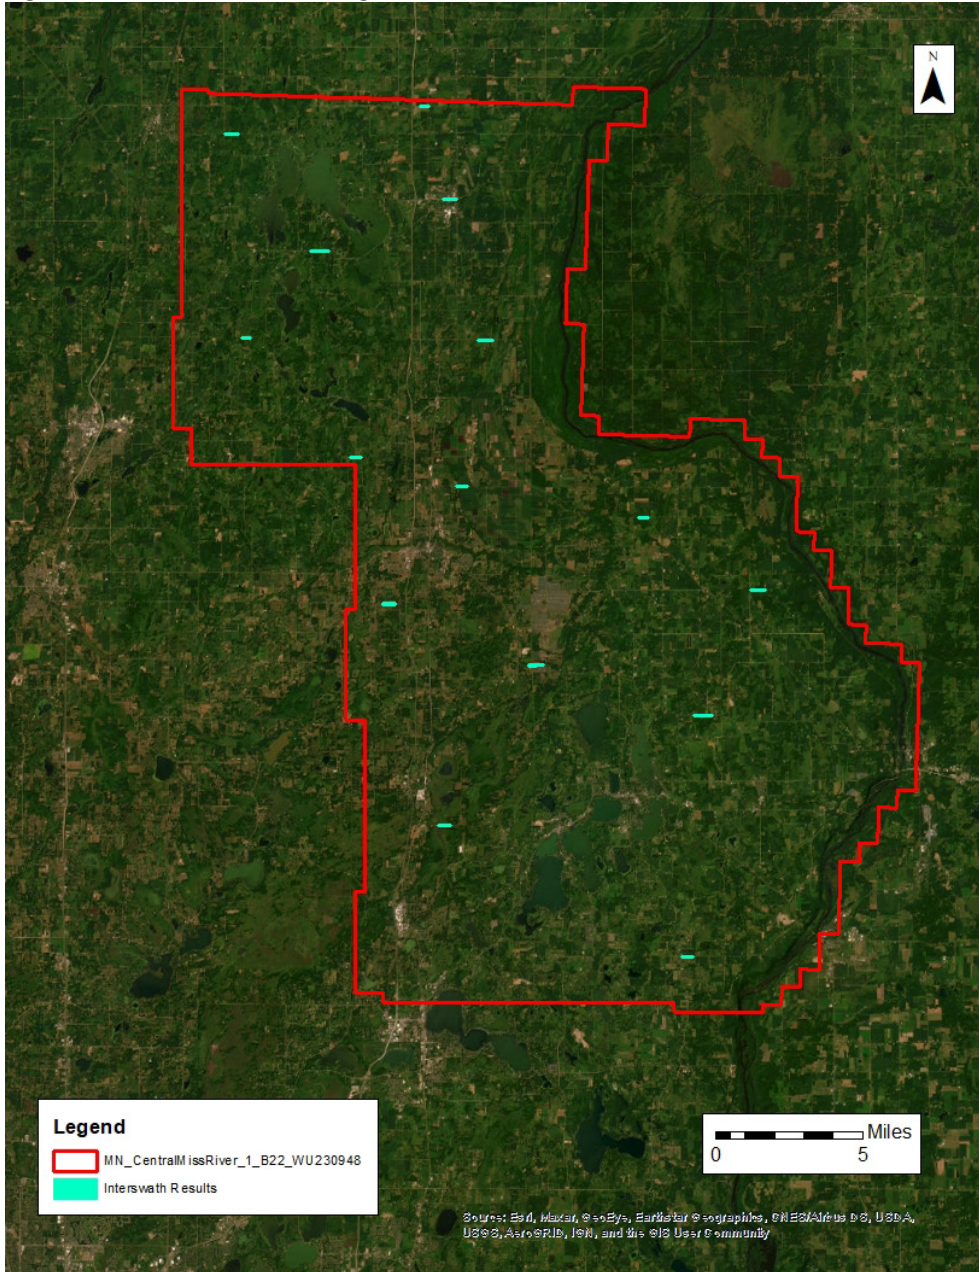 N
Legend
MN_CentralMissRiver_1_B22_WU230948
Interswath Results
Miles
0 5
Source: Esri, Maxar, GeoEye, Earthstar Geographics, CNES/Airbus DS, USDA,
USGS, AeroGRID, IGN, and the GIS User Community